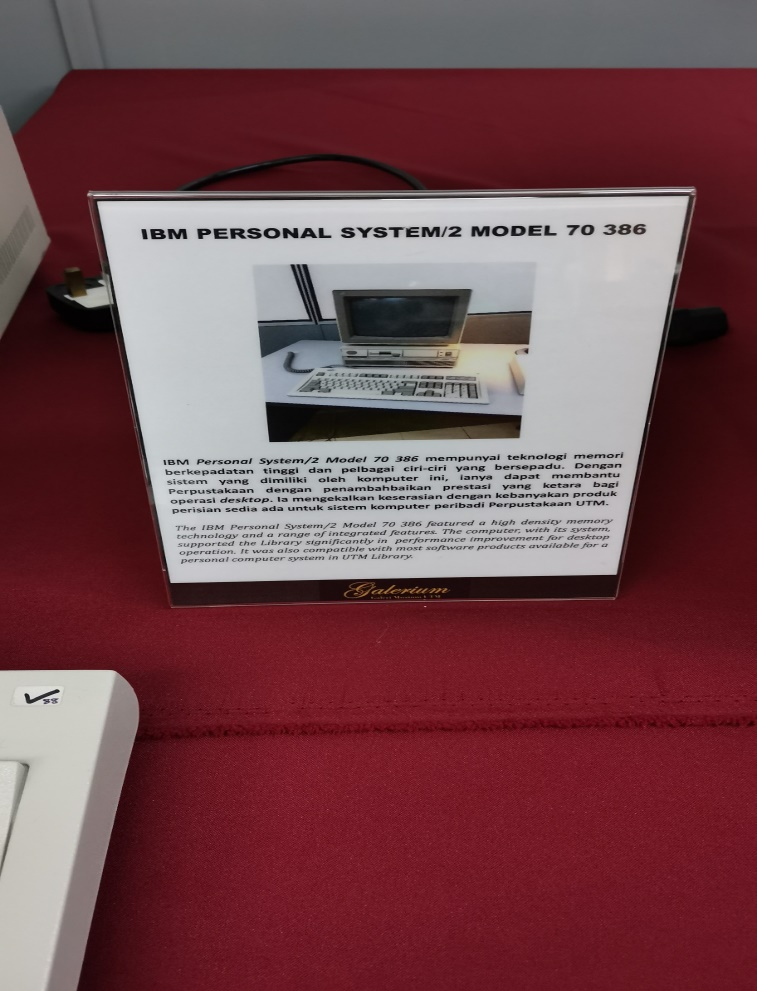 IBM PERSONAL SYSTEM/2 MODEL 70 386
IBM Personal System/2 Model 70 386 mempunyai teknologi memori
berkepadatan tinggi dan pelbagai ciri-ciri yang bersepadu. Dengan
sistem yang dimiliki oleh komputer ini, ianya dapat membantu
Perpustakaan dengan penambahbaikan prestasi yang ketara bagi
operasi desktop. Ia mengekalkan keserasian dengan kebanyakan produk
perisian sedia ada untuk sistem komputer peribadi Perpustakaan UTM.
The IBM Personal System/2 Model 70 386 featured a high density memory
technology and a range of integrated features. The computer, with its system,
supported the Library significantly in performance improvement for desktop
operation. It was also compatible with most software products available for a
personal computer system in UTM Library.
Galerium